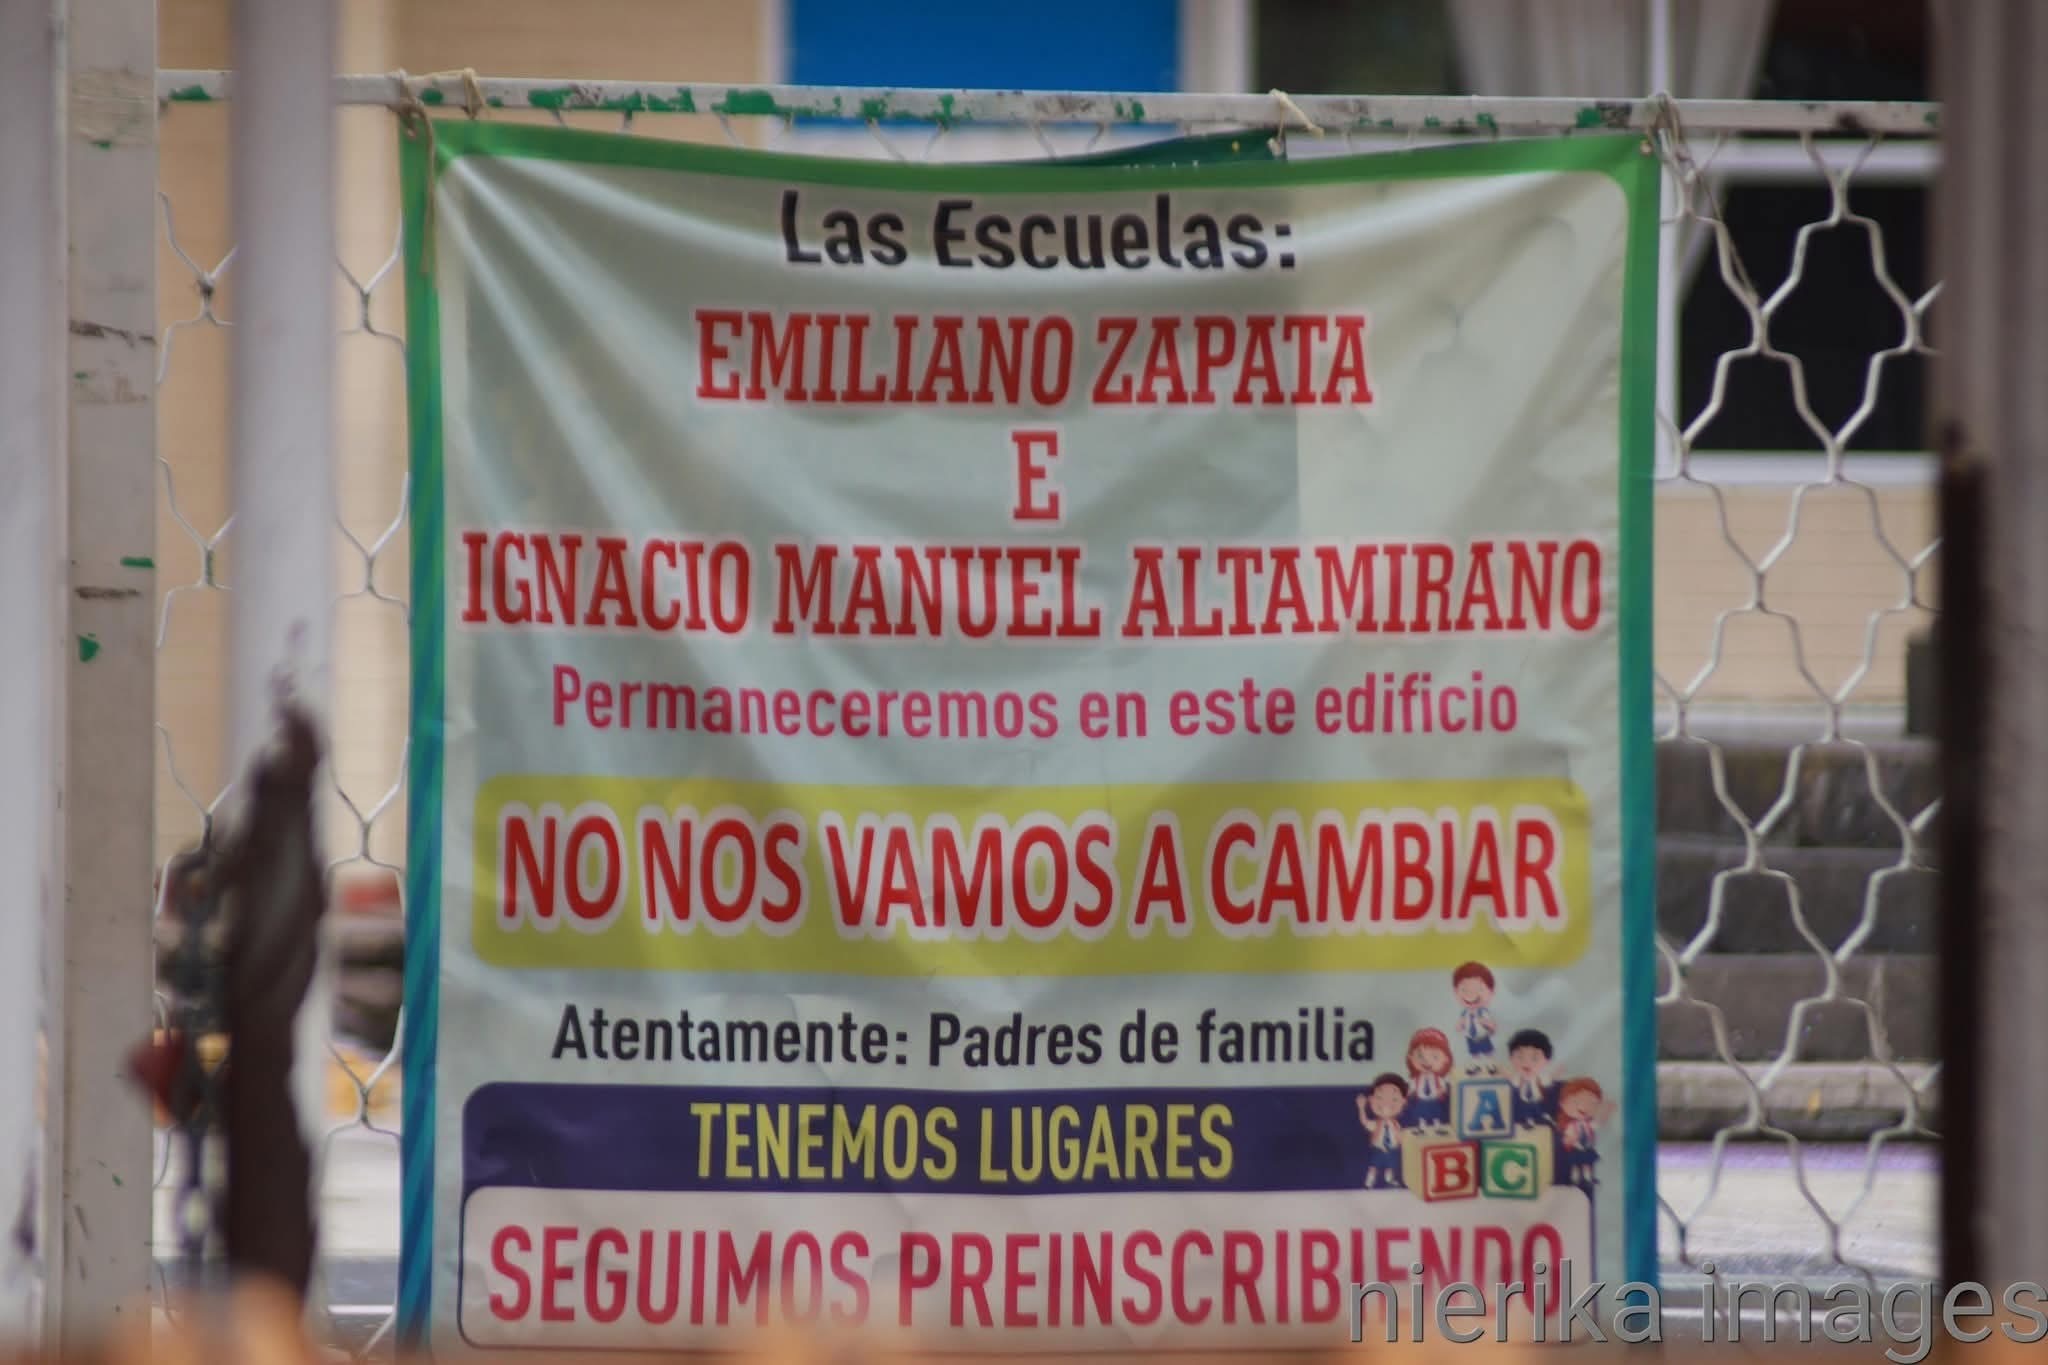 Las Escuelas:
EMILIANO ZAPATA
E
IGNACIO MANUEL ALTAMIRANO
Permaneceremos en este edificio
NO NOS VAMOS A CAMBIAR
Atentamente: Padres de familia
TENEMOS LUGARES
A
B C
SEGUIMOS PREINSCRIBIENDO
nierika images